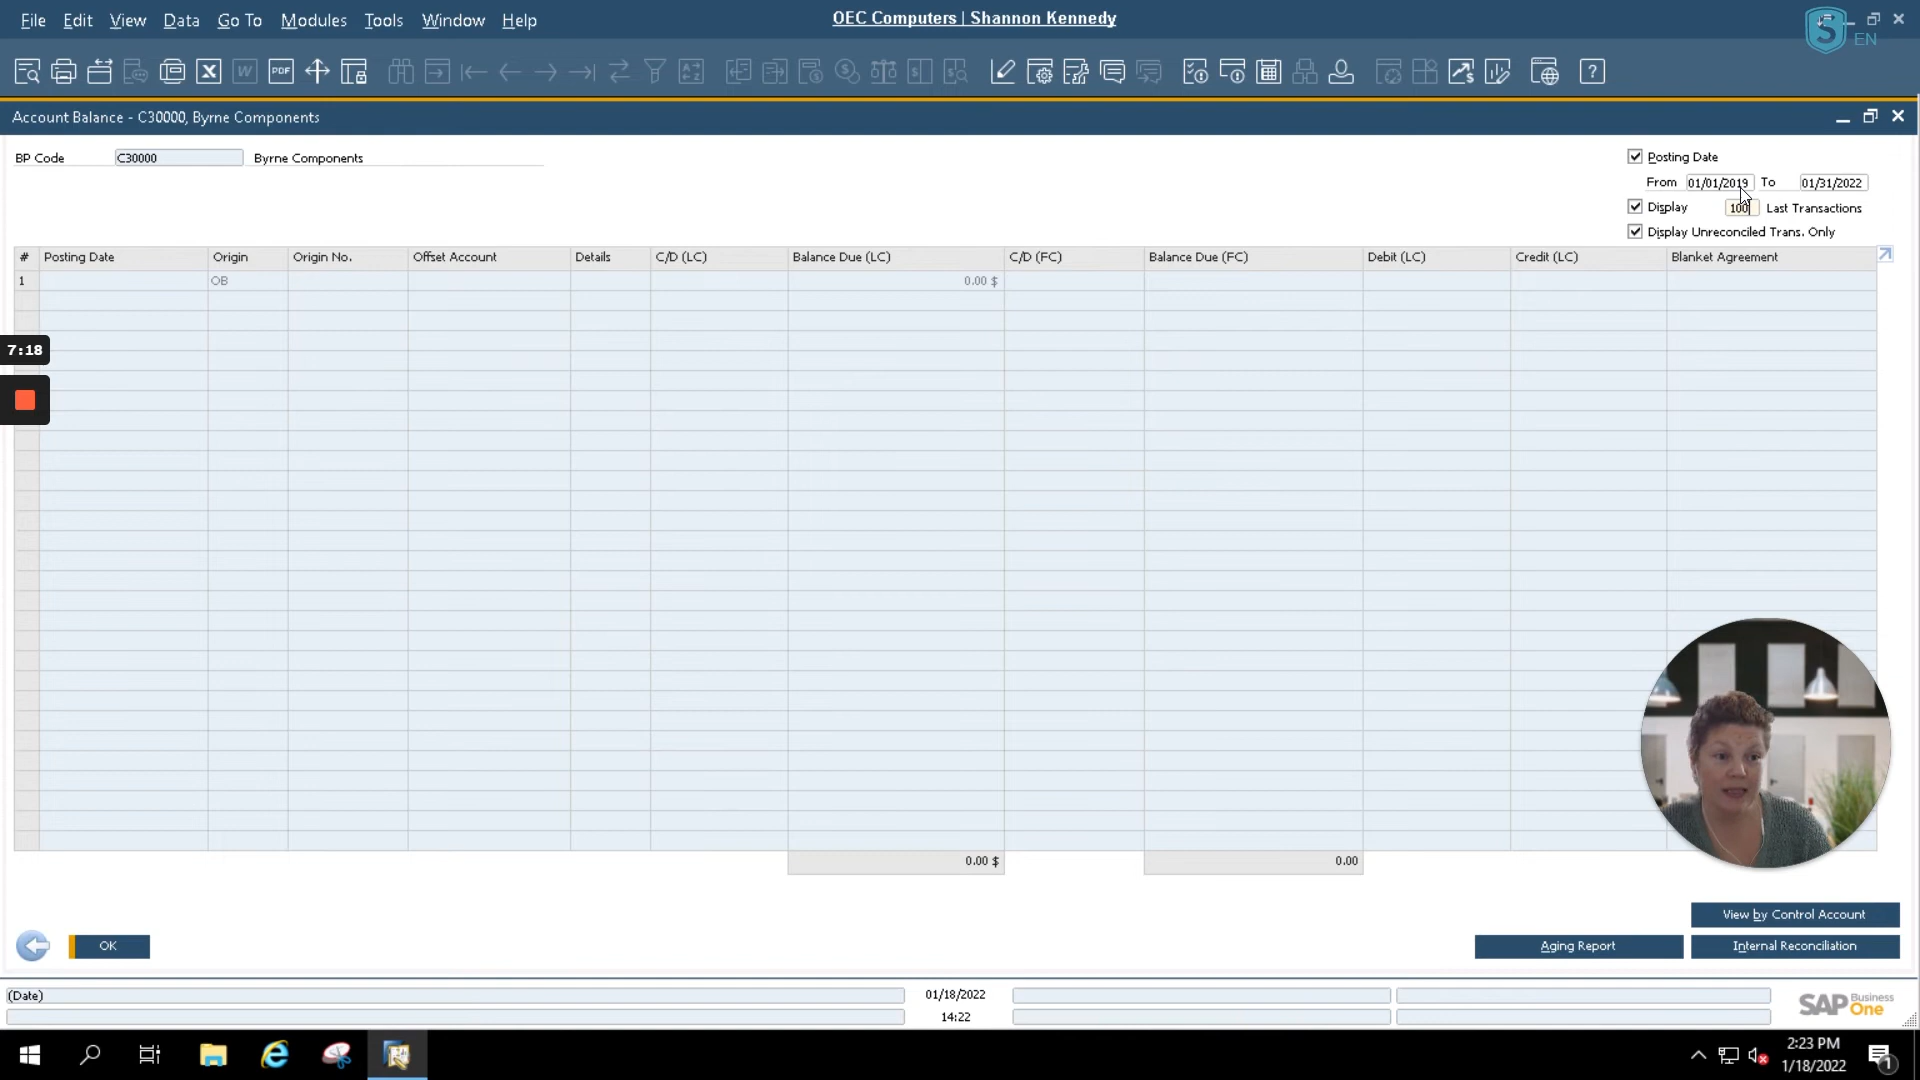 File Edit View Data Go To Modules Tools Window Help
OEC Computers | Shannon Kennedy
S EN
W PDF
Account Balance - C30000, Byrne Components
BP Code C30000 Byrne Components
Posting Date
From 01/01/2019 To 01/31/2022
Display 100 Last Transactions
Display Unreconciled Trans. Only
# Posting Date Origin Origin No. Offset Account Details C/D (LC) Balance Due (LC) C/D (FC) Balance Due (FC) Debit (LC) Credit (LC) Blanket Agreement
1 OB 0.00 $
7:18
0.00 $ 0.00
View by Control Account
OK Aging Report Internal Reconciliation
(Date) 01/18/2022
14:22
SAP Business One
2:23 PM
1/18/2022
1